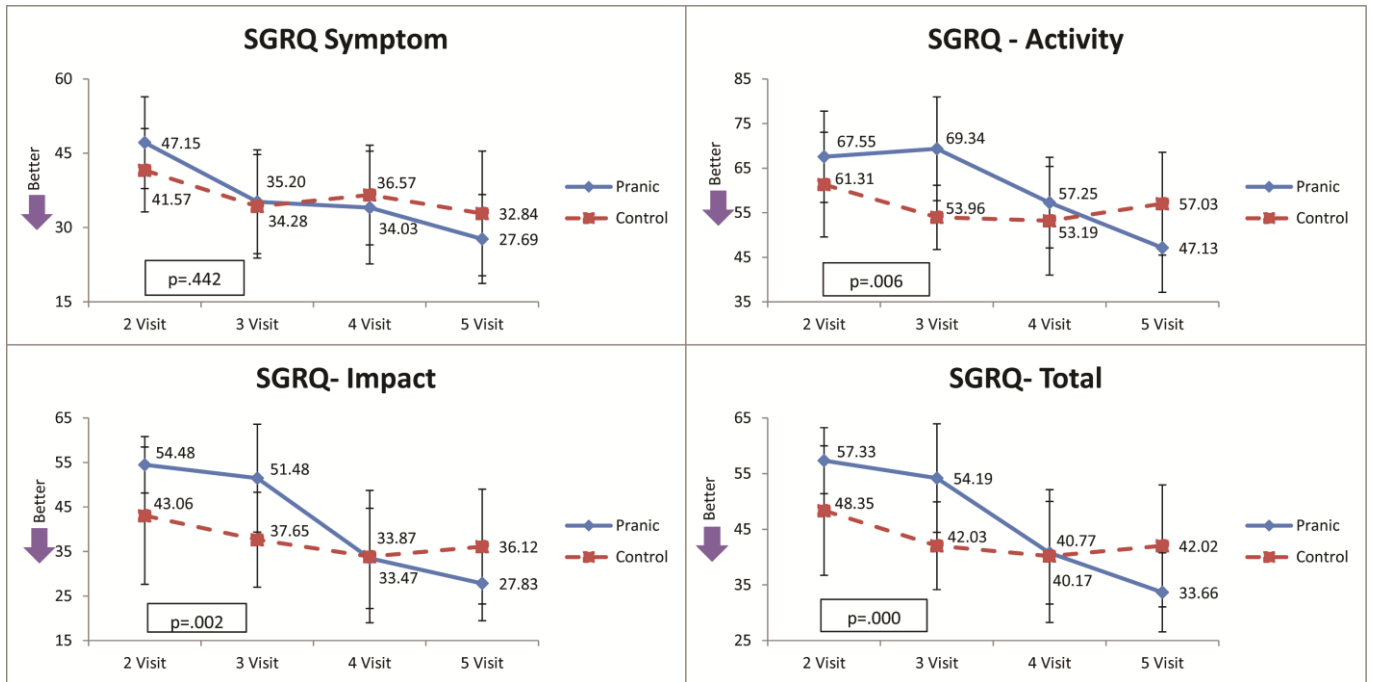 SGRQ Symptom
60
45
30
15
Better
47.15
41.57
35.20
34.28
36.57
34.03
32.84
27.69
p=.442
2 Visit
3 Visit
4 Visit
5 Visit
Pranic
Control
SGRQ - Activity
85
75
65
55
45
35
Better
67.55
61.31
69.34
53.96
57.25
53.19
57.03
47.13
p=.006
2 Visit
3 Visit
4 Visit
5 Visit
Pranic
Control
SGRQ- Impact
65
55
45
35
25
15
Better
54.48
43.06
51.48
37.65
33.87
33.47
36.12
27.83
p=.002
2 Visit
3 Visit
4 Visit
5 Visit
Pranic
Control
SGRQ- Total
65
55
45
35
25
Better
57.33
48.35
54.19
42.03
40.77
40.17
42.02
33.66
p=.000
2 Visit
3 Visit
4 Visit
5 Visit
Pranic
Control